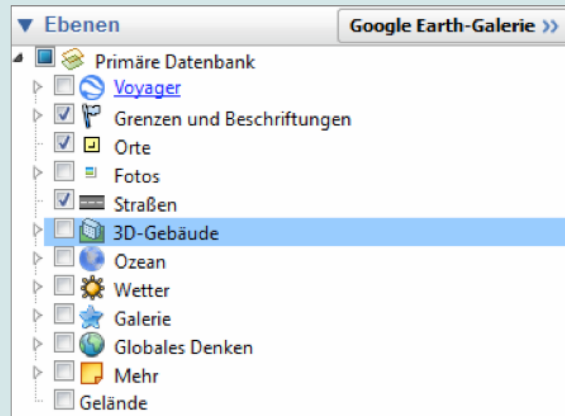 Ebenen Google Earth-Galerie »
Primäre Datenbank
Voyager
Grenzen und Beschriftungen
Orte
Fotos
Straßen
3D-Gebäude
Ozean
Wetter
Galerie
Globales Denken
Mehr
Gelände